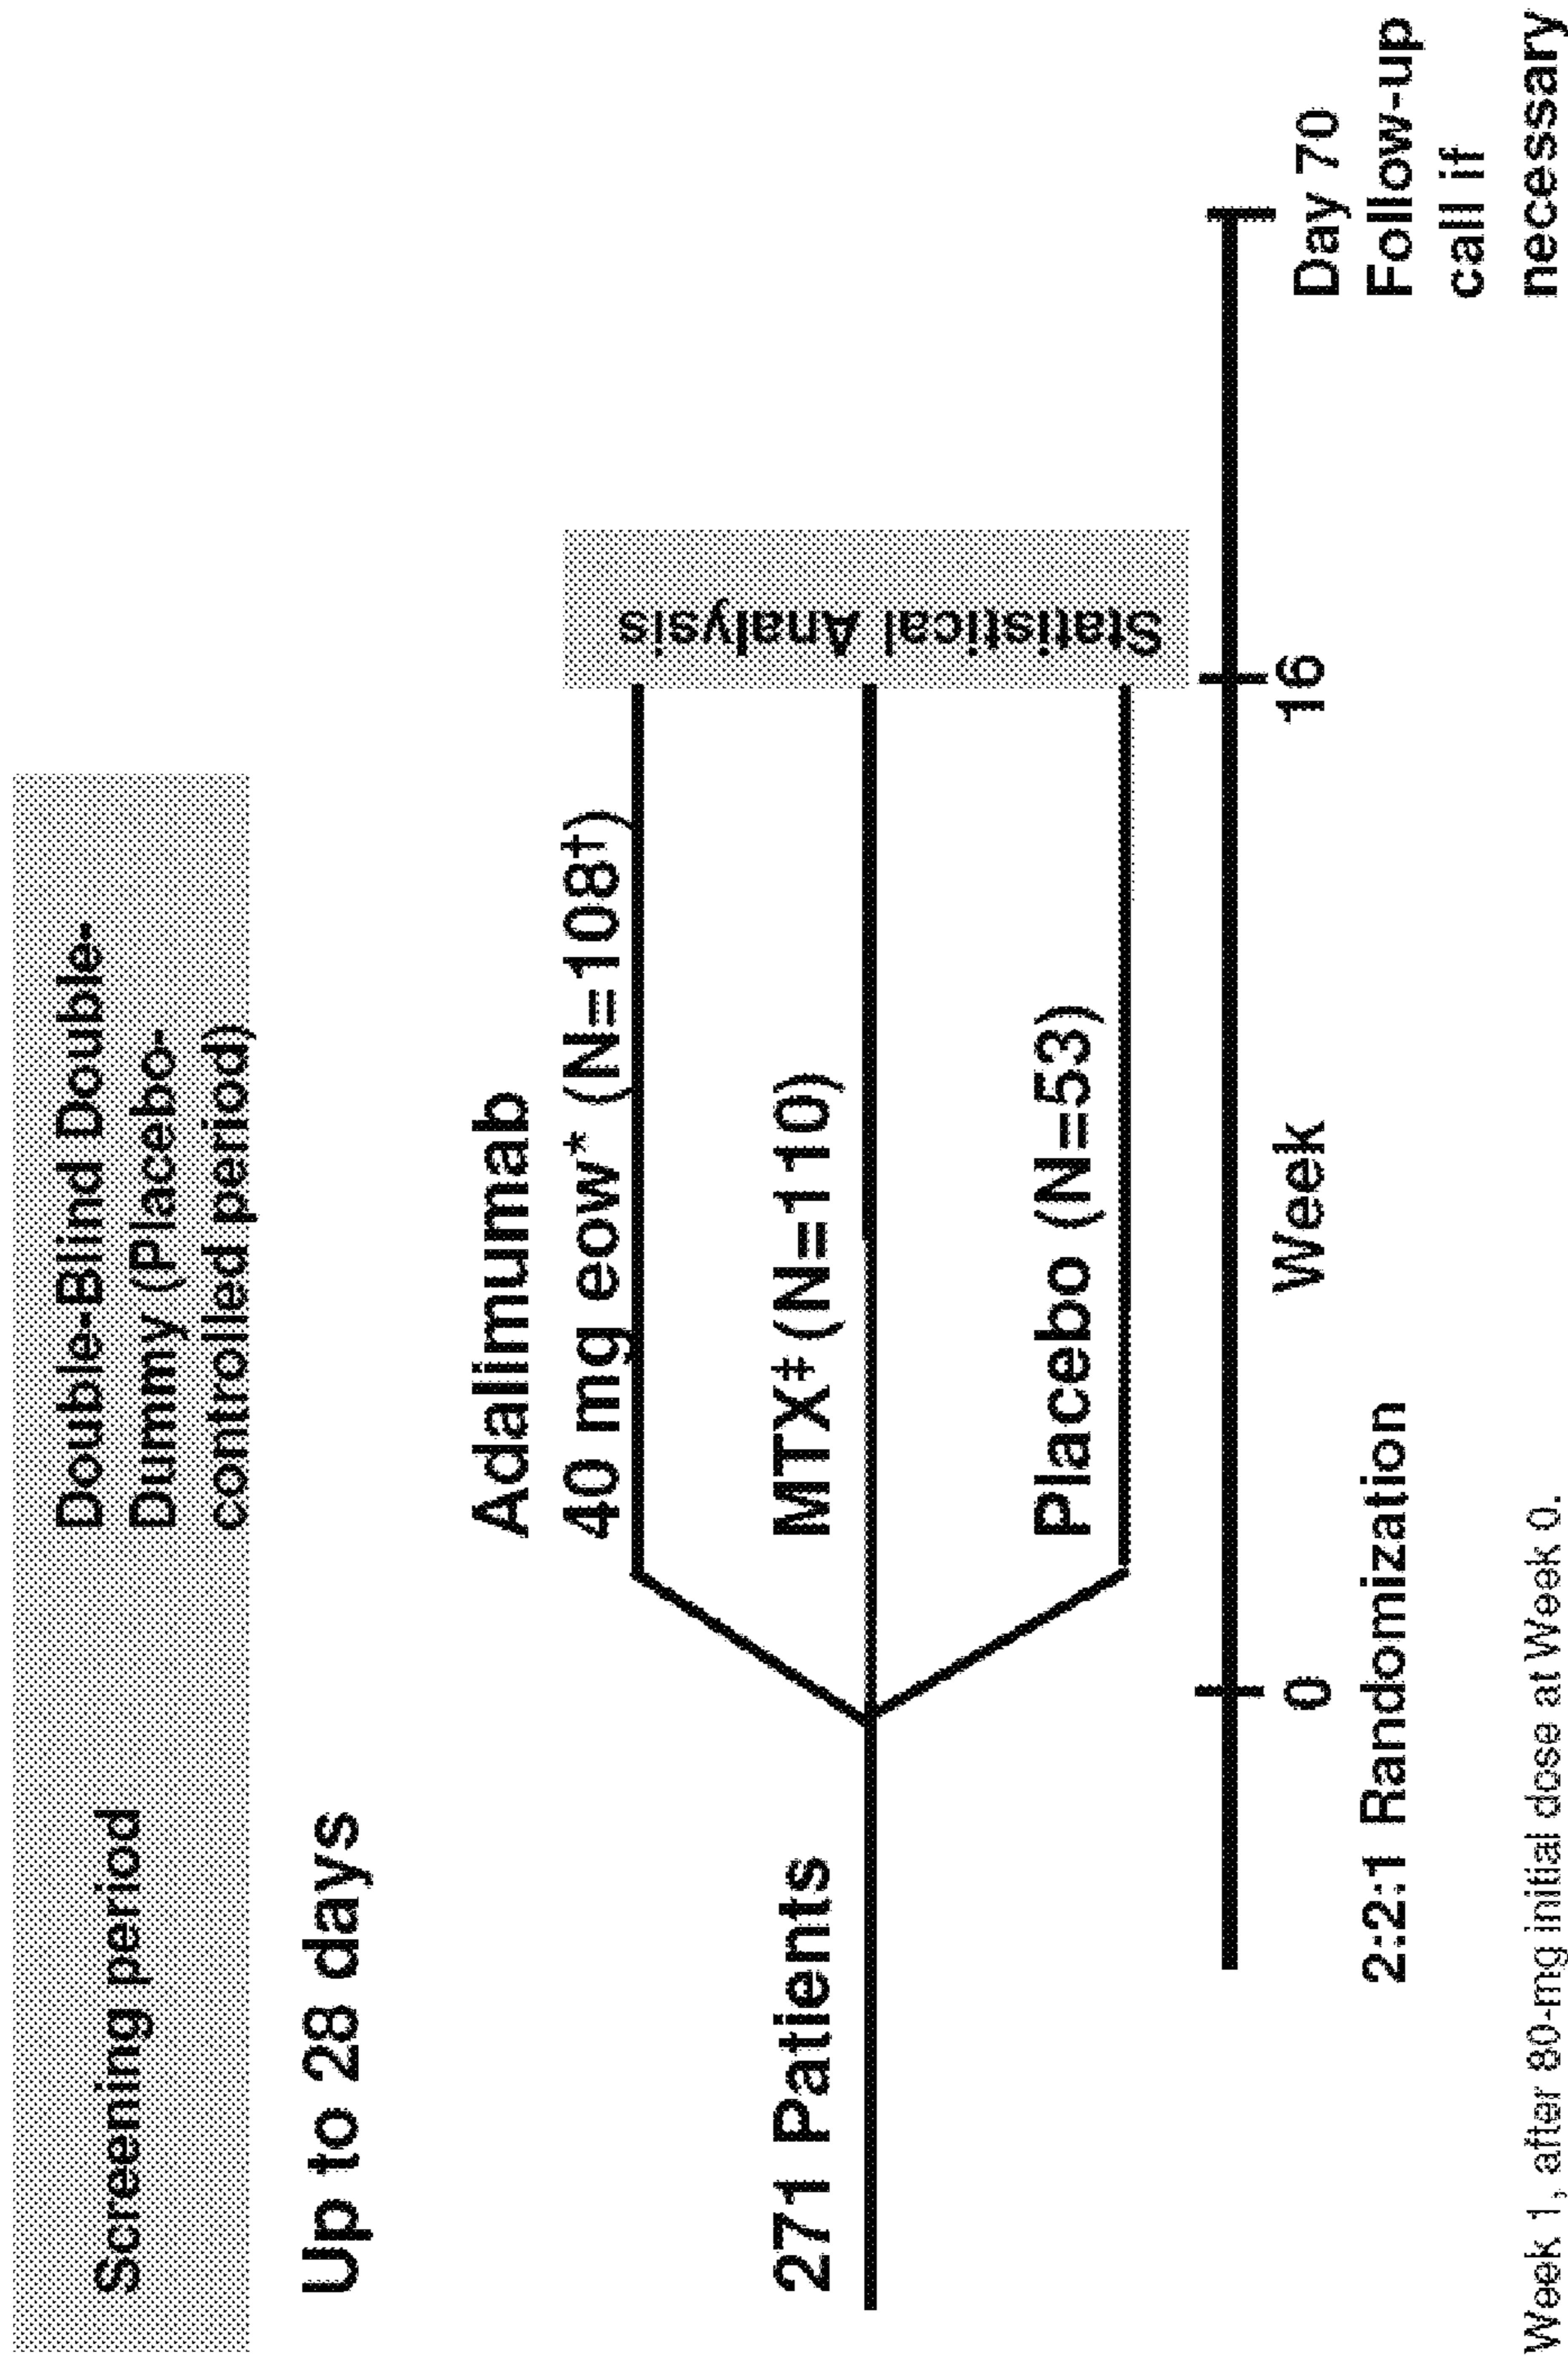 Screening period
Double-Blind Double-
Dummy (Placebo-
controlled period)
Up to 28 days
Adalimumab
40 mg eow* (N=108†)
271 Patients
MTX‡ (N=110)
Placebo (N=53)
Statistical Analysis
0
Week
16
Day 70
Follow-up
call if
necessary
2:2:1 Randomization
Week 1, after 80-mg initial dose at Week 0.